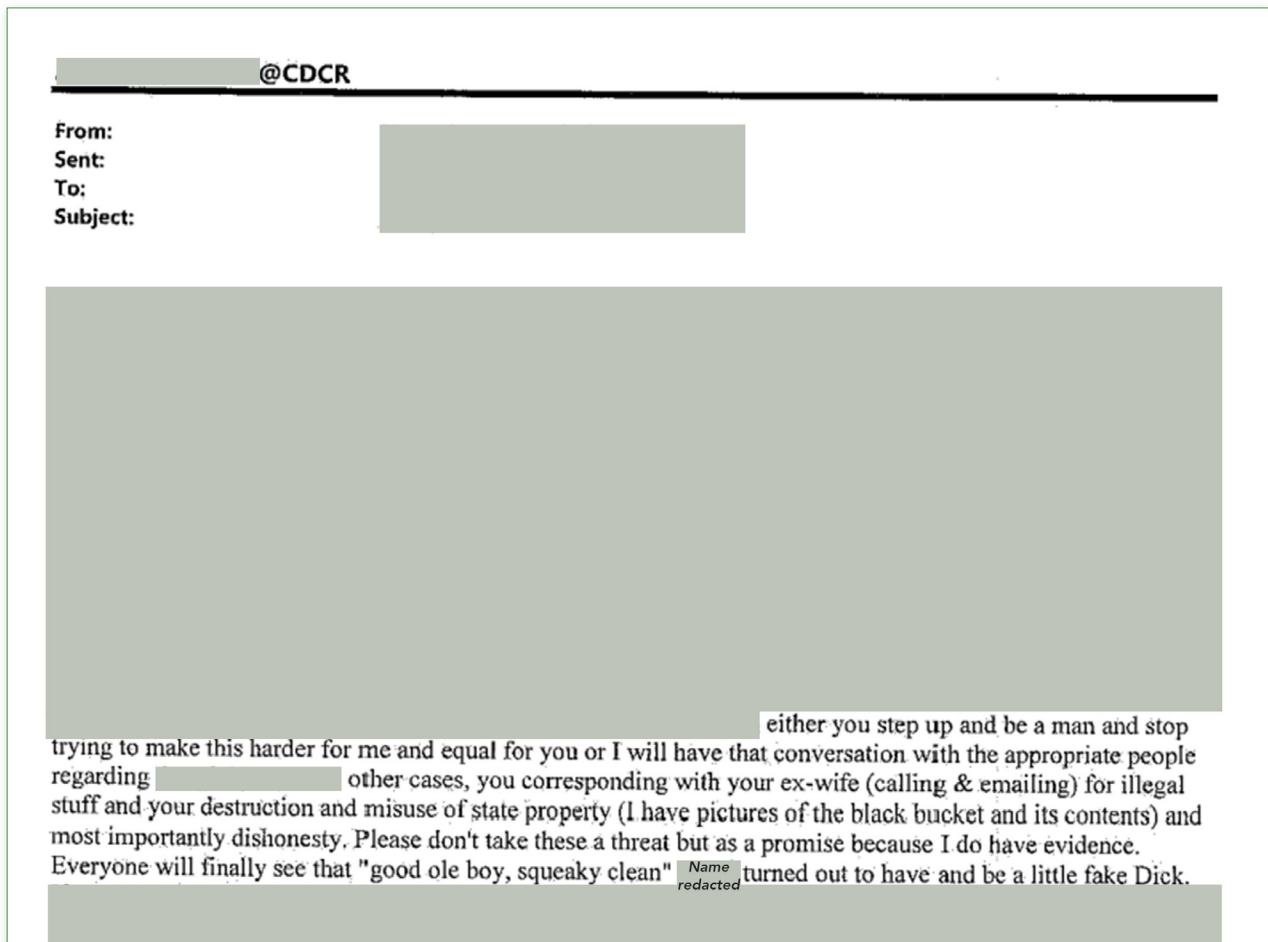 @CDCR
From:
Sent:
To:
Subject:
either you step up and be a man and stop
trying to make this harder for me and equal for you or I will have that conversation with the appropriate people
regarding other cases, you corresponding with your ex-wife (calling & emailing) for illegal
stuff and your destruction and misuse of state property (I have pictures of the black bucket and its contents) and
most importantly dishonesty. Please don't take these a threat but as a promise because I do have evidence.
Everyone will finally see that "good ole boy, squeaky clean" Name redacted turned out to have and be a little fake Dick.